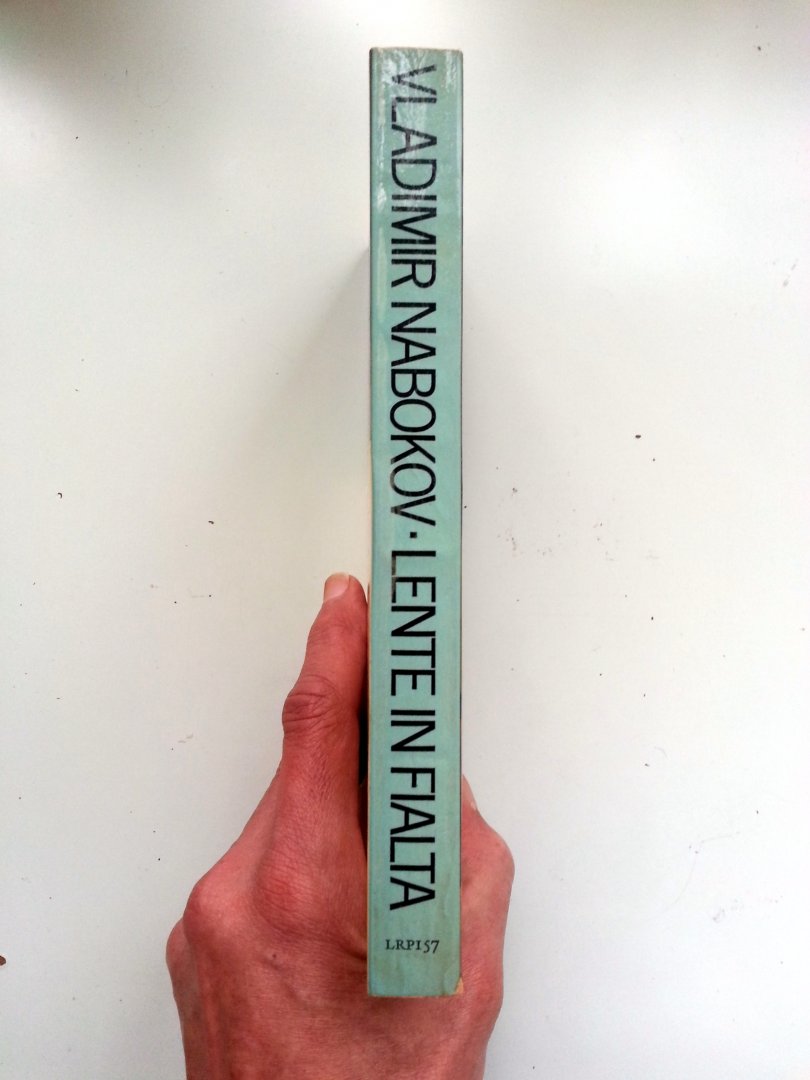 VLADIMIR NABOKOV · LENTE IN FIALTA
LRP157